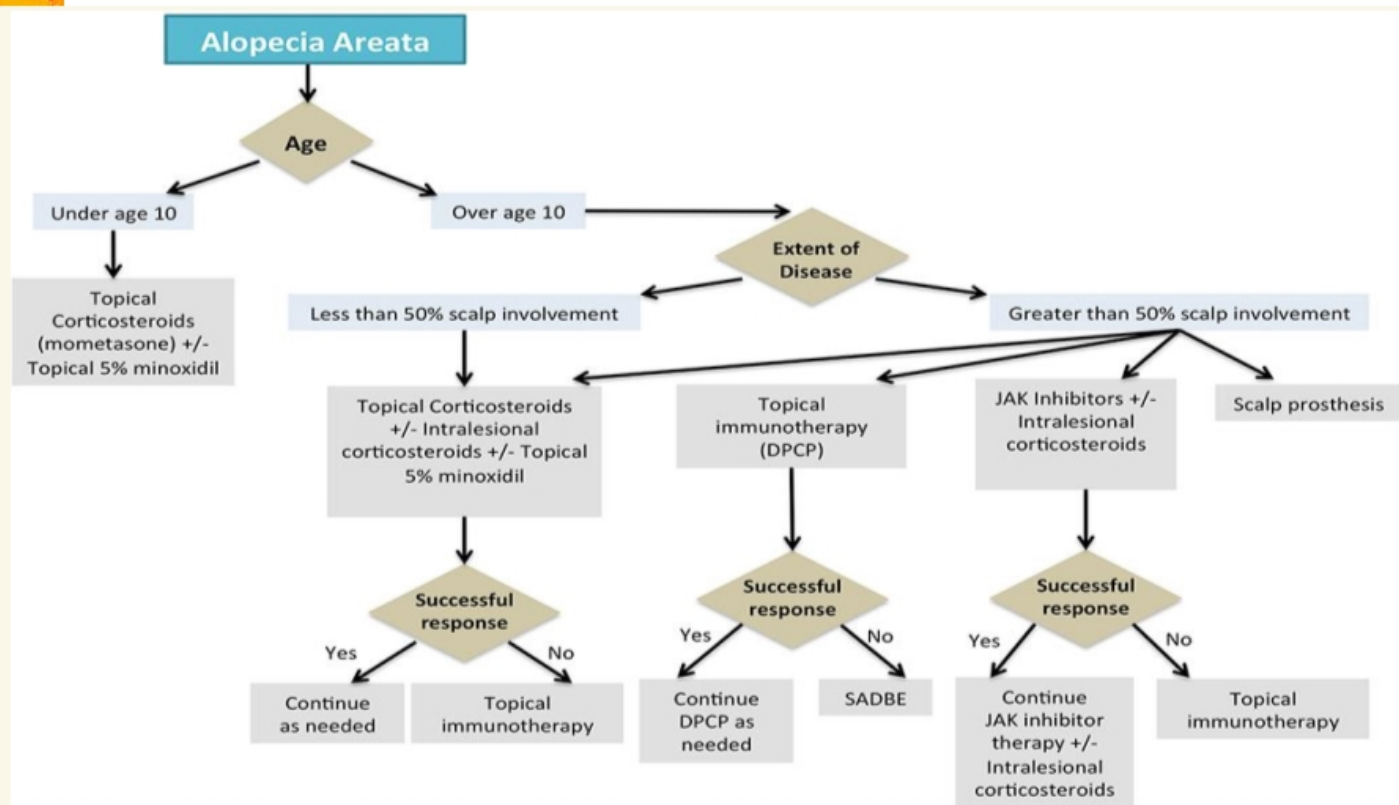 Alopecia Areata
Age
Under age 10
Over age 10
Extent of
Disease
Topical
Corticosteroids
(mometasone) +/-
Topical 5% minoxidil
Less than 50% scalp involvement
Greater than 50% scalp involvement
Topical Corticosteroids
+/- Intralesional
corticosteroids +/- Topical
5% minoxidil
Topical
immunotherapy
(DPCP)
JAK Inhibitors +/-
Intralesional
corticosteroids
Scalp prosthesis
Successful
response
Yes
No
Continue
as needed
Topical
immunotherapy
Successful
response
Yes
No
Continue
DPCP as
needed
SADBE
Successful
response
Yes
No
Continue
JAK inhibitor
therapy +/-
Intralesional
corticosteroids
Topical
immunotherapy